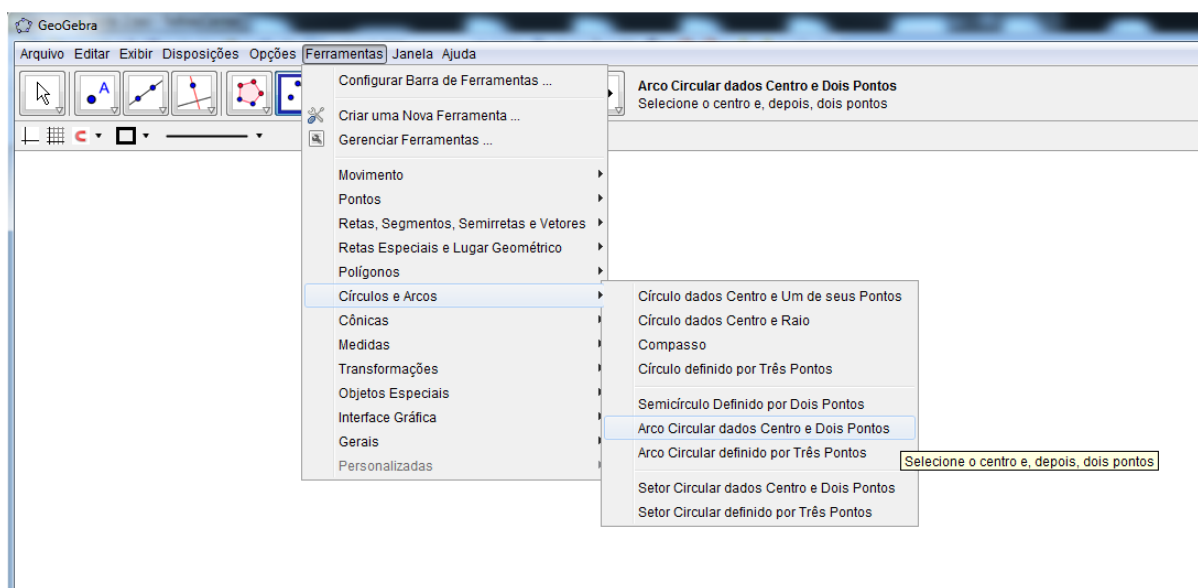 GeoGebra
Arquivo Editar Exibir Disposições Opções Ferramentas Janela Ajuda
A
Arco Circular dados Centro e Dois Pontos
Selecione o centro e, depois, dois pontos
Configurar Barra de Ferramentas ...
Criar uma Nova Ferramenta ...
Gerenciar Ferramentas ...
Movimento
Pontos
Retas, Segmentos, Semirretas e Vetores
Retas Especiais e Lugar Geométrico
Polígonos
Círculos e Arcos
Cônicas
Medidas
Transformações
Objetos Especiais
Interface Gráfica
Gerais
Personalizadas
Círculo dados Centro e Um de seus Pontos
Círculo dados Centro e Raio
Compasso
Círculo definido por Três Pontos
Semicírculo Definido por Dois Pontos
Arco Circular dados Centro e Dois Pontos
Arco Circular definido por Três Pontos
Selecione o centro e, depois, dois pontos
Setor Circular dados Centro e Dois Pontos
Setor Circular definido por Três Pontos